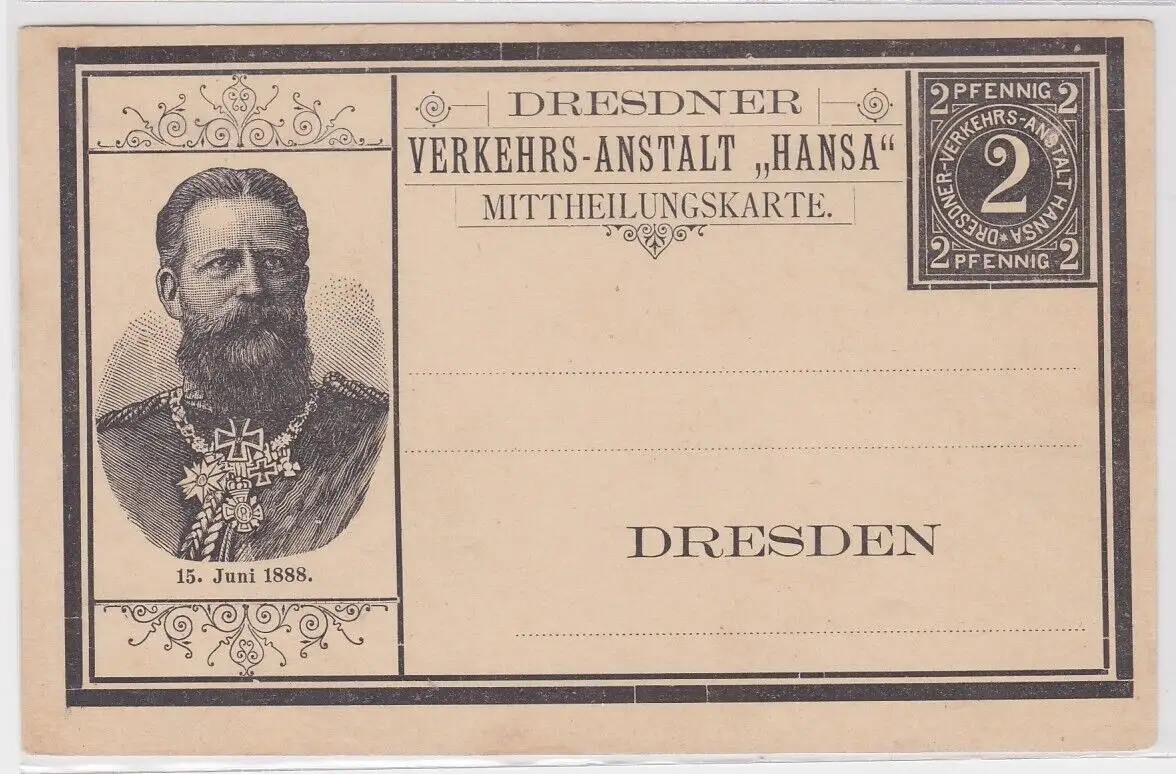 DRESDNER
VERKEHRS-ANSTALT „HANSA“
MITTHEILUNGSKARTE.
2 PFENNIG 2
DRESDNER-VERKEHRS-ANSTALT HANSA *
2
2 PFENNIG 2
15. Juni 1888.
DRESDEN